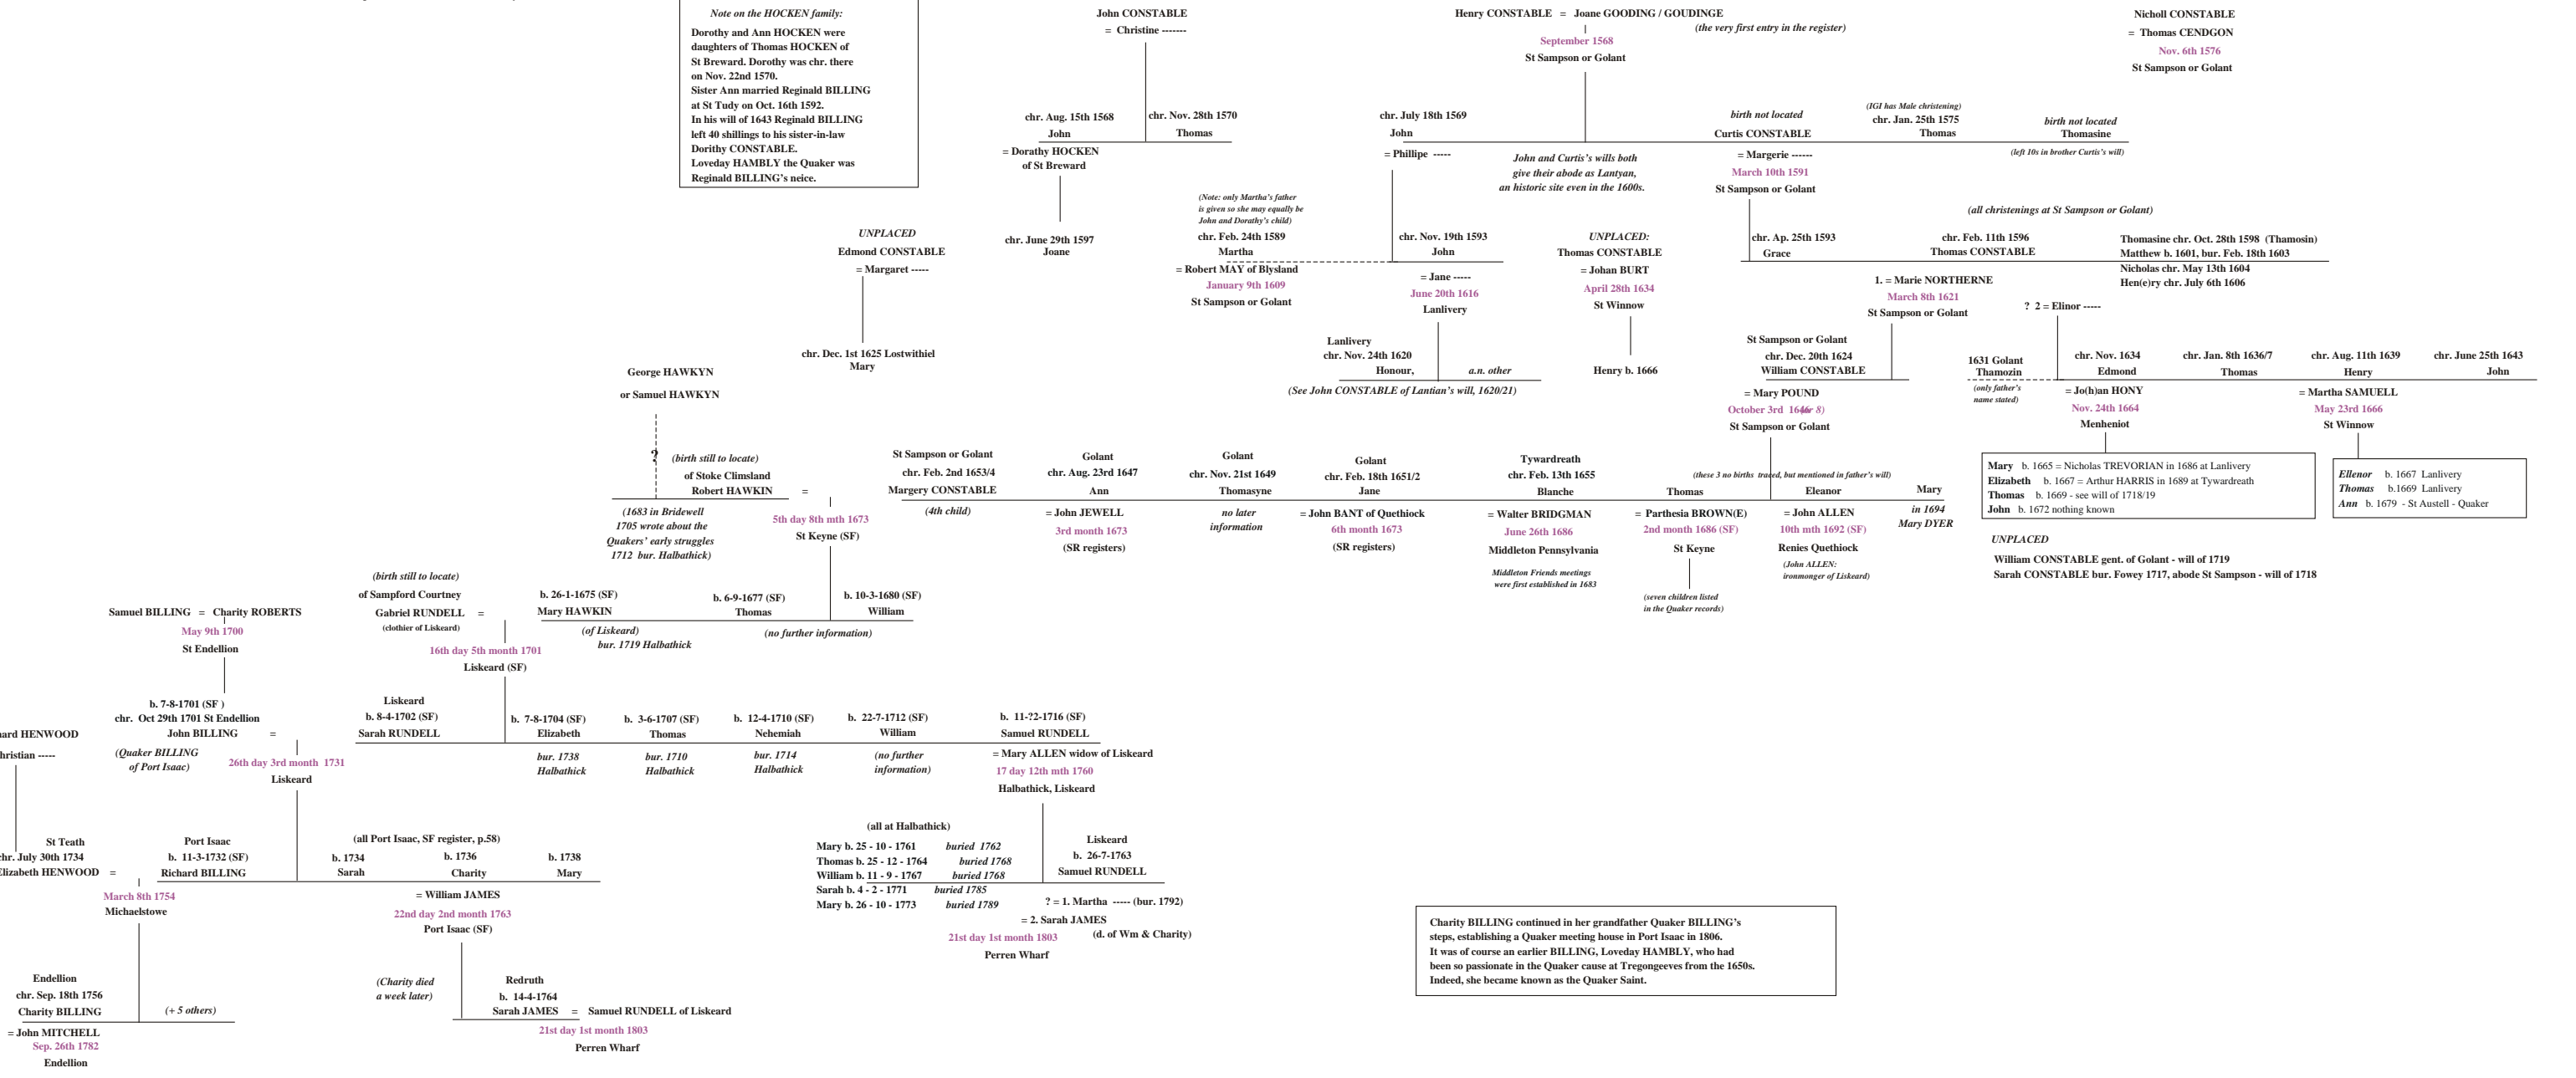 Note on the HOCKEN family:
Dorothy and Ann HOCKEN were
daughters of Thomas HOCKEN of
St Breward. Dorothy was chr. there
on Nov. 22nd 1570.
Sister Ann married Reginald BILLING
at St Tudy on Oct. 16th 1592.
In his will of 1643 Reginald BILLING
left 40 shillings to his sister-in-law
Dorithy CONSTABLE.
Loveday HAMBLY the Quaker was
Reginald BILLING's neice.
John CONSTABLE
= Christine -------
Henry CONSTABLE = Joane GOODING / GOUDINGE
(the very first entry in the register)
September 1568
St Sampson or Golant
Nicholl CONSTABLE
= Thomas CENDGON
Nov. 6th 1576
St Sampson or Golant
chr. Aug. 15th 1568
John
= Dorathy HOCKEN
of St Breward
chr. Nov. 28th 1570
Thomas
chr. July 18th 1569
John
= Phillipe -----
John and Curtis's wills both
give their abode as Lantyan,
an historic site even in the 1600s.
birth not located
Curtis CONSTABLE
= Margerie ------
March 10th 1591
St Sampson or Golant
(IGI has Male christening)
chr. Jan. 25th 1575
Thomas
birth not located
Thomasine
(left 10s in brother Curtis's will)
(all christenings at St Sampson or Golant)
UNPLACED
Edmond CONSTABLE
= Margaret -----
chr. Dec. 1st 1625 Lostwithiel
Mary
chr. June 29th 1597
Joane
(Note: only Martha's father
is given so she may equally be
John and Dorathy's child)
chr. Feb. 24th 1589
Martha
= Robert MAY of Blysland
January 9th 1609
St Sampson or Golant
chr. Nov. 19th 1593
John
= Jane -----
June 20th 1616
Lanlivery
UNPLACED:
Thomas CONSTABLE
= Johan BURT
April 28th 1634
St Winnow
Henry b. 1666
chr. Ap. 25th 1593
Grace
chr. Feb. 11th 1596
Thomas CONSTABLE
1. = Marie NORTHERNE
March 8th 1621
St Sampson or Golant
? 2 = Elinor -----
Thomasine chr. Oct. 28th 1598 (Thamosin)
Matthew b. 1601, bur. Feb. 18th 1603
Nicholas chr. May 13th 1604
Hen(e)ry chr. July 6th 1606
Lanlivery
chr. Nov. 24th 1620
Honour,
a.n. other
(See John CONSTABLE of Lantian's will, 1620/21)
St Sampson or Golant
chr. Dec. 20th 1624
William CONSTABLE
= Mary POUND
October 3rd 1646 (or 8)
St Sampson or Golant
1631 Golant
Thamozin
(only father's
name stated)
chr. Nov. 1634
Edmond
= Jo(h)an HONY
Nov. 24th 1664
Menheniot
chr. Jan. 8th 1636/7
Thomas
chr. Aug. 11th 1639
Henry
= Martha SAMUELL
May 23rd 1666
St Winnow
chr. June 25th 1643
John
George HAWKYN
or Samuel HAWKYN
?
(birth still to locate)
of Stoke Climsland
Robert HAWKIN =
(1683 in Bridewell
1705 wrote about the
Quakers' early struggles
1712 bur. Halbathick)
5th day 8th mth 1673
St Keyne (SF)
St Sampson or Golant
chr. Feb. 2nd 1653/4
Margery CONSTABLE
(4th child)
Golant
chr. Aug. 23rd 1647
Ann
= John JEWELL
3rd month 1673
(SR registers)
Golant
chr. Nov. 21st 1649
Thomasyne
no later
information
Golant
chr. Feb. 18th 1651/2
Jane
= John BANT of Quethiock
6th month 1673
(SR registers)
Tywardreath
chr. Feb. 13th 1655
Blanche
= Walter BRIDGMAN
June 26th 1686
Middleton Pennsylvania
Middleton Friends meetings
were first established in 1683
(these 3 no births traced, but mentioned in father's will)
Thomas
= Parthesia BROWN(E)
2nd month 1686 (SF)
St Keyne
(seven children listed
in the Quaker records)
Eleanor
= John ALLEN
10th mth 1692 (SF)
Renies Quethiock
(John ALLEN:
ironmonger of Liskeard)
Mary
in 1694
Mary DYER
Mary b. 1665 = Nicholas TREVORIAN in 1686 at Lanlivery
Elizabeth b. 1667 = Arthur HARRIS in 1689 at Tywardreath
Thomas b. 1669 - see will of 1718/19
John b. 1672 nothing known
Ellenor b. 1667 Lanlivery
Thomas b.1669 Lanlivery
Ann b. 1679 - St Austell - Quaker
UNPLACED
William CONSTABLE gent. of Golant - will of 1719
Sarah CONSTABLE bur. Fowey 1717, abode St Sampson - will of 1718
(birth still to locate)
of Sampford Courtney
Gabriel RUNDELL =
(clothier of Liskeard)
16th day 5th month 1701
Liskeard (SF)
b. 26-1-1675 (SF)
Mary HAWKIN
(of Liskeard)
bur. 1719 Halbathick
b. 6-9-1677 (SF)
Thomas
b. 10-3-1680 (SF)
William
(no further information)
Samuel BILLING = Charity ROBERTS
May 9th 1700
St Endellion
b. 7-8-1701 (SF )
chr. Oct 29th 1701 St Endellion
John BILLING =
(Quaker BILLING
of Port Isaac)
26th day 3rd month 1731
Liskeard
Liskeard
b. 8-4-1702 (SF)
Sarah RUNDELL
b. 7-8-1704 (SF)
Elizabeth
bur. 1738
Halbathick
b. 3-6-1707 (SF)
Thomas
bur. 1710
Halbathick
b. 12-4-1710 (SF)
Nehemiah
bur. 1714
Halbathick
b. 22-7-1712 (SF)
William
(no further
information)
b. 11-?2-1716 (SF)
Samuel RUNDELL
= Mary ALLEN widow of Liskeard
17 day 12th mth 1760
Halbathick, Liskeard
ard HENWOOD
hristian -----
St Teath
hr. July 30th 1734
lizabeth HENWOOD =
March 8th 1754
Michaelstowe
Port Isaac
b. 11-3-1732 (SF)
Richard BILLING
(all Port Isaac, SF register, p.58)
b. 1734
Sarah
b. 1736
Charity
= William JAMES
22nd day 2nd month 1763
Port Isaac (SF)
b. 1738
Mary
(all at Halbathick)
Mary b. 25 - 10 - 1761 buried 1762
Thomas b. 25 - 12 - 1764 buried 1768
William b. 11 - 9 - 1767 buried 1768
Sarah b. 4 - 2 - 1771 buried 1785
Mary b. 26 - 10 - 1773 buried 1789
Liskeard
b. 26-7-1763
Samuel RUNDELL
? = 1. Martha ----- (bur. 1792)
= 2. Sarah JAMES
(d. of Wm & Charity)
21st day 1st month 1803
Perren Wharf
Charity BILLING continued in her grandfather Quaker BILLING's
steps, establishing a Quaker meeting house in Port Isaac in 1806.
It was of course an earlier BILLING, Loveday HAMBLY, who had
been so passionate in the Quaker cause at Tregongeeves from the 1650s.
Indeed, she became known as the Quaker Saint.
Endellion
chr. Sep. 18th 1756
Charity BILLING
= John MITCHELL
Sep. 26th 1782
Endellion
(+ 5 others)
(Charity died
a week later)
Redruth
b. 14-4-1764
Sarah JAMES = Samuel RUNDELL of Liskeard
21st day 1st month 1803
Perren Wharf